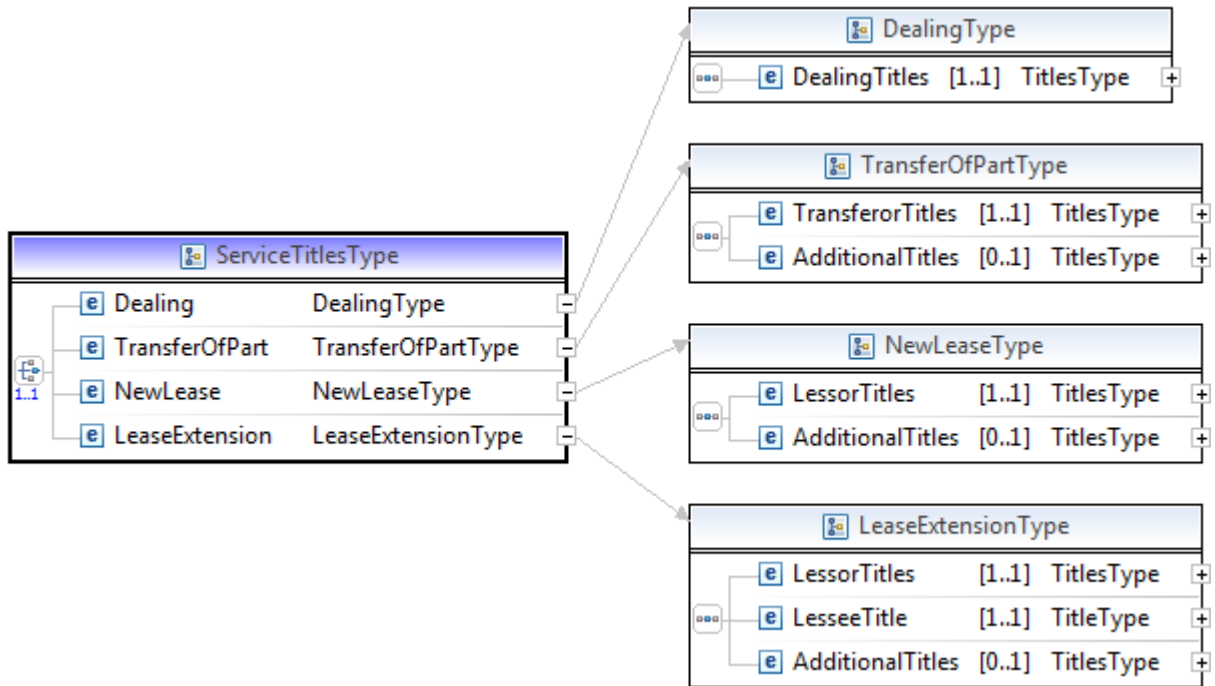 DealingType
DealingTitles [1..1] TitlesType
TransferOfPartType
TransferorTitles [1..1] TitlesType
AdditionalTitles [0..1] TitlesType
ServiceTitlesType
1..1
Dealing DealingType
TransferOfPart TransferOfPartType
NewLease NewLeaseType
LeaseExtension LeaseExtensionType
NewLeaseType
LessorTitles [1..1] TitlesType
AdditionalTitles [0..1] TitlesType
LeaseExtensionType
LessorTitles [1..1] TitlesType
LesseeTitle [1..1] TitleType
AdditionalTitles [0..1] TitlesType